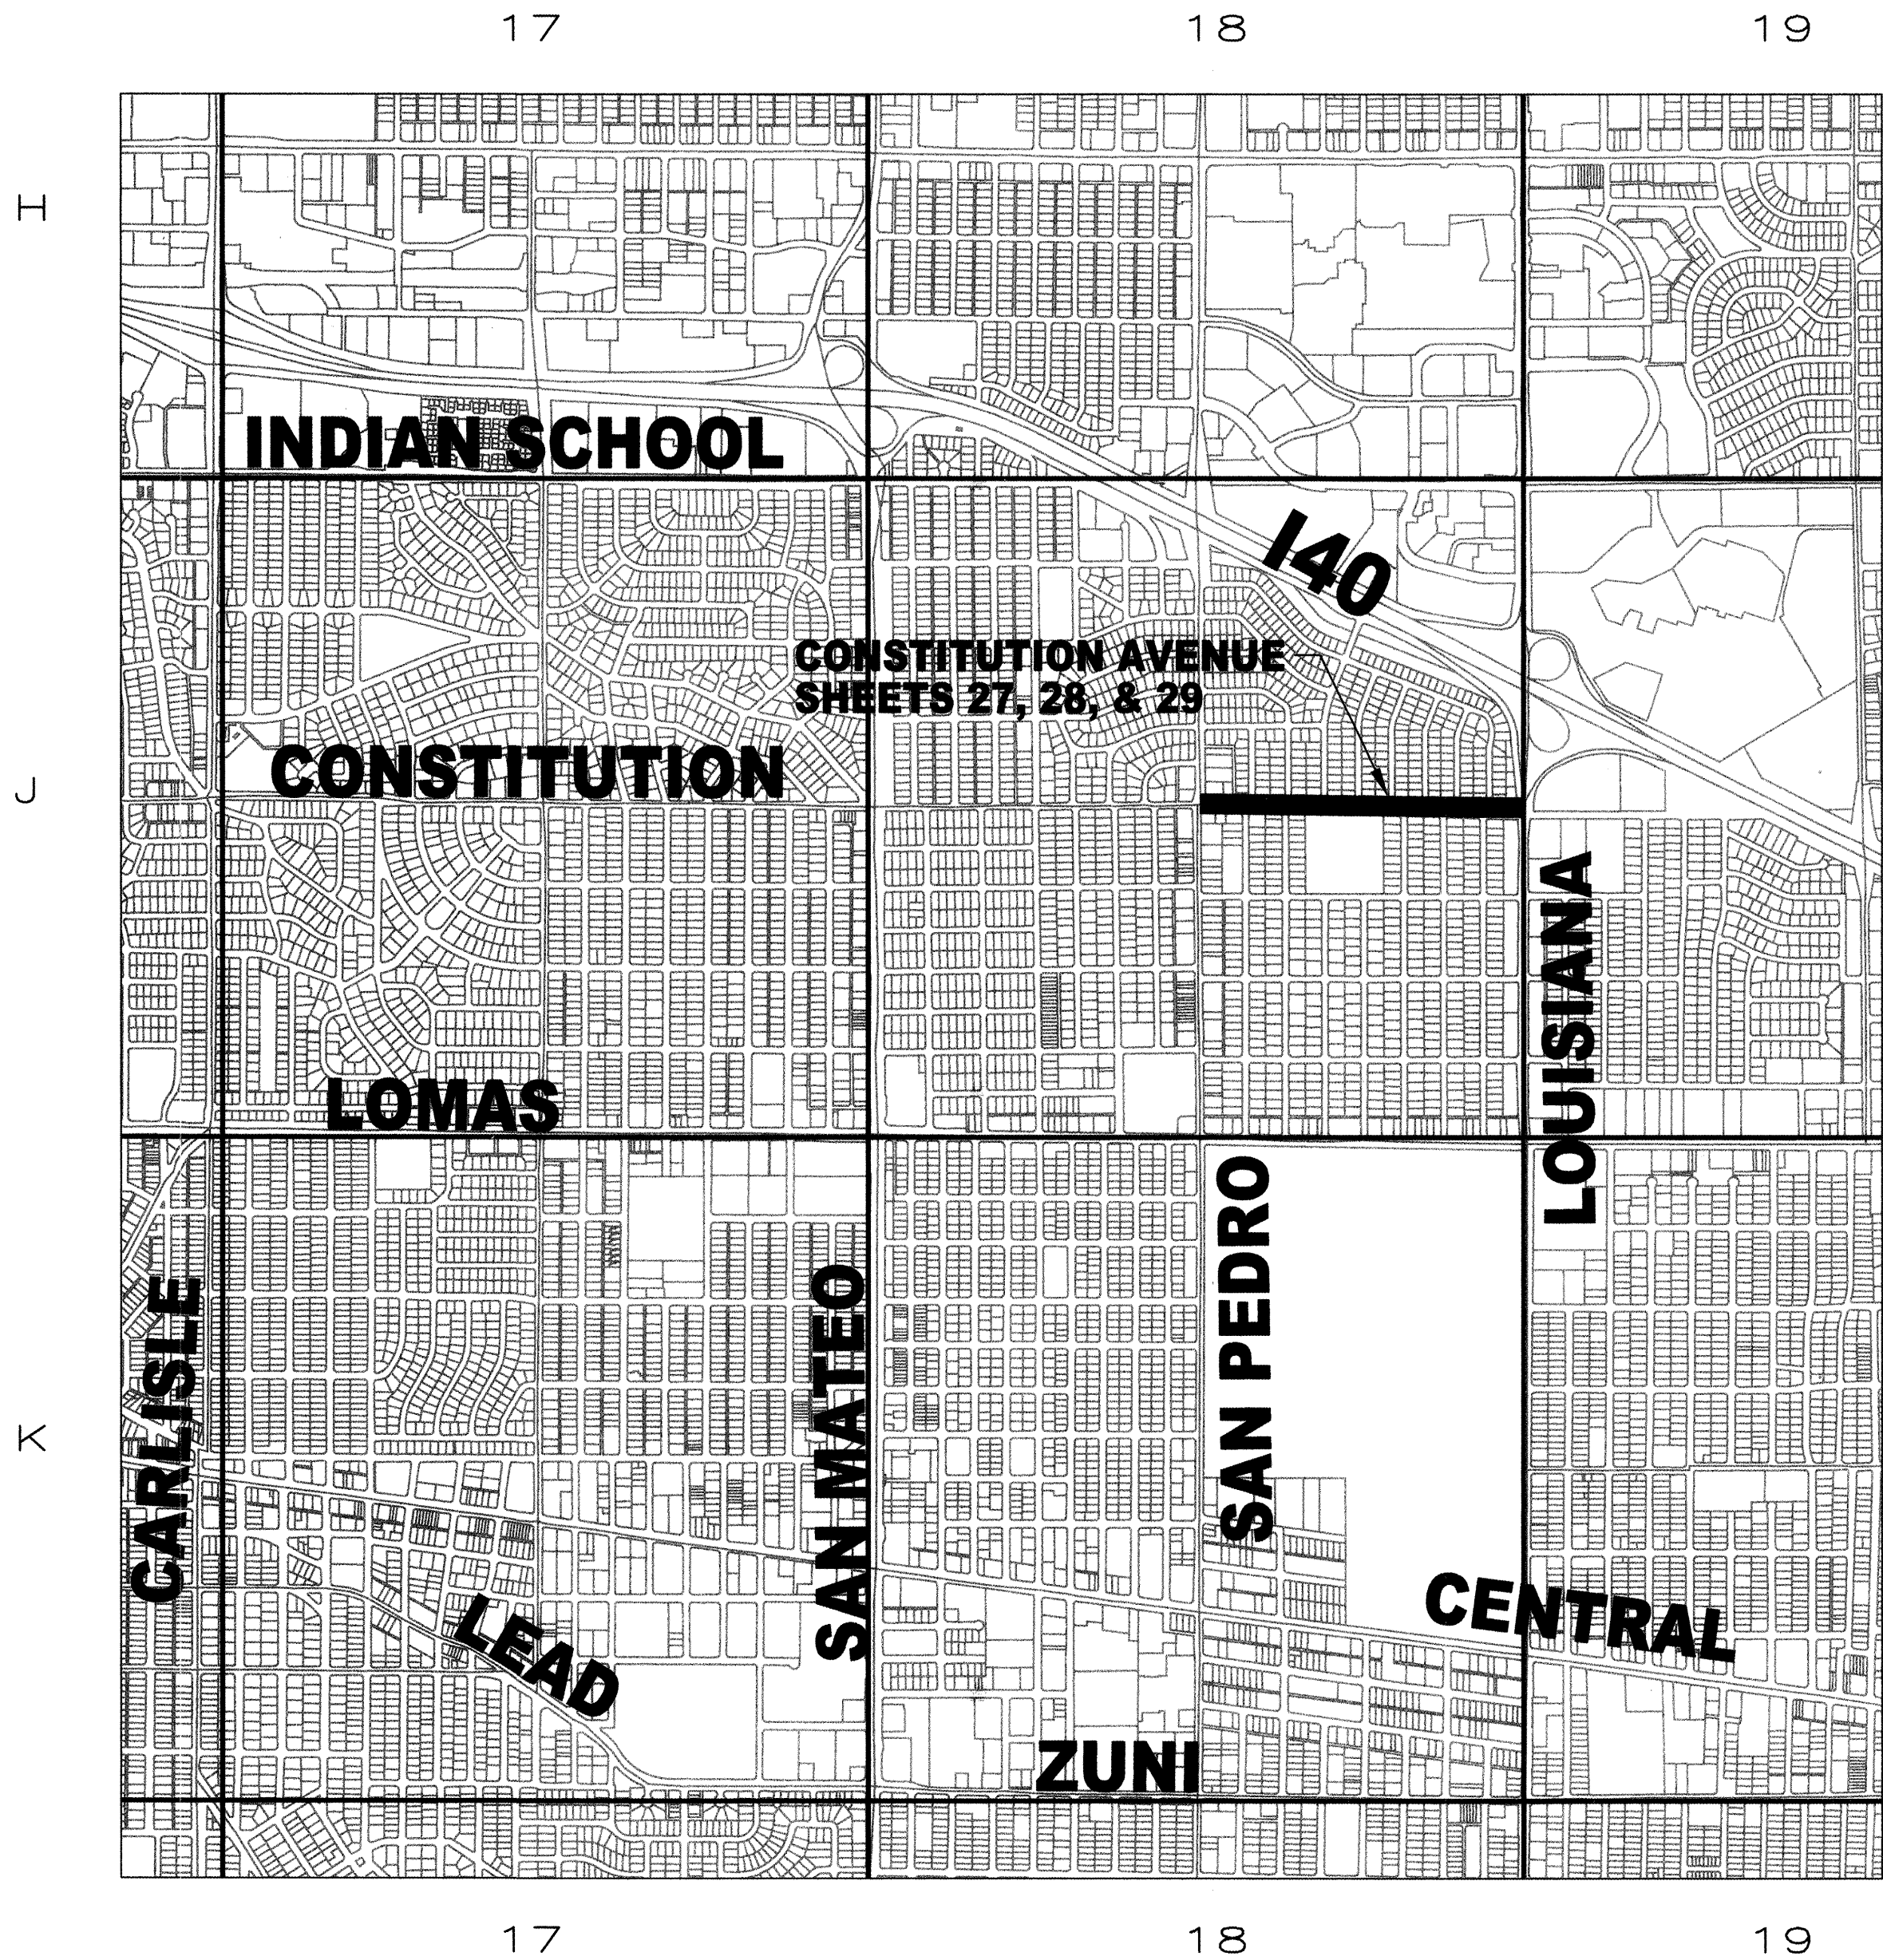 17 18 19
H
INDIAN SCHOOL
I40
CONSTITUTION AVENUE
SHEETS 27, 28, & 29
CONSTITUTION
J
LOUISIANA
LOMAS
SAN PEDRO
CARLISLE
SAN MATEO
K
CENTRAL
LEAD
ZUNI
17 18 19